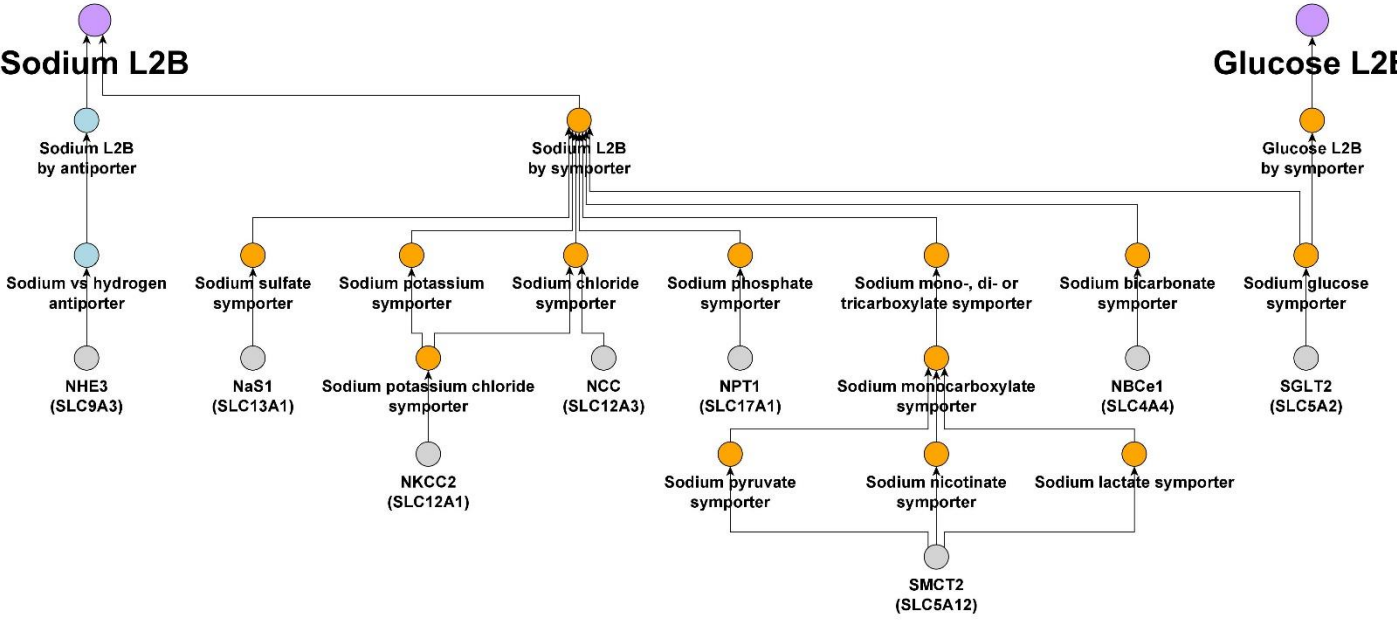 Sodium L2B
Glucose L2B
Sodium L2B
by antiporter
Sodium L2B
by symporter
Glucose L2B
by symporter
Sodium vs hydrogen
antiporter
Sodium sulfate
symporter
Sodium potassium
symporter
Sodium chloride
symporter
Sodium phosphate
symporter
Sodium mono-, di- or
tricarboxylate symporter
Sodium bicarbonate
symporter
Sodium glucose
symporter
NHE3
(SLC9A3)
NaS1
(SLC13A1)
Sodium potassium chloride
symporter
NCC
(SLC12A3)
NPT1
(SLC17A1)
Sodium monocarboxylate
symporter
NBCe1
(SLC4A4)
SGLT2
(SLC5A2)
NKCC2
(SLC12A1)
Sodium pyruvate
symporter
Sodium nicotinate
symporter
Sodium lactate symporter
SMCT2
(SLC5A12)